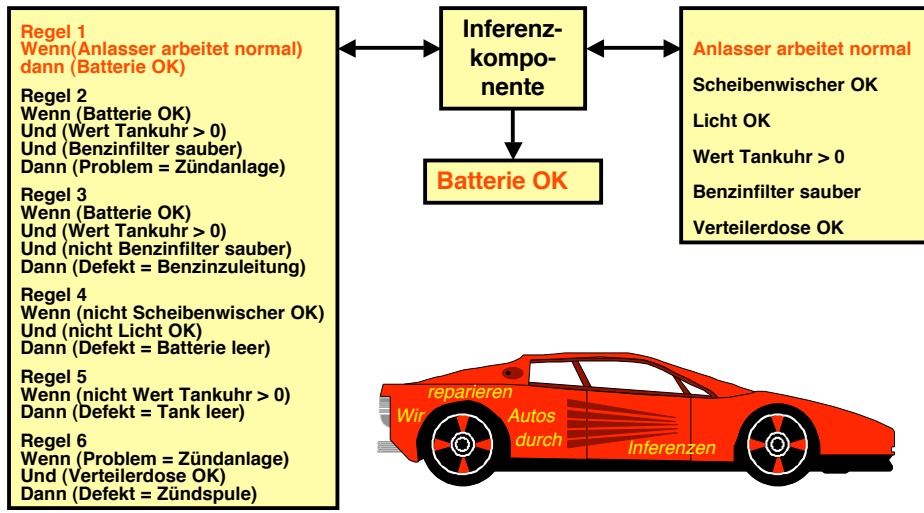 Regel 1
Wenn(Anlasser arbeitet normal)
dann (Batterie OK)
Regel 2
Wenn (Batterie OK)
Und (Wert Tankuhr > 0)
Und (Benzinfilter sauber)
Dann (Problem = Zündanlage)
Regel 3
Wenn (Batterie OK)
Und (Wert Tankuhr > 0)
Und (nicht Benzinfilter sauber)
Dann (Defekt = Benzinzuleitung)
Regel 4
Wenn (nicht Scheibenwischer OK)
Und (nicht Licht OK)
Dann (Defekt = Batterie leer)
Regel 5
Wenn (nicht Wert Tankuhr > 0)
Dann (Defekt = Tank leer)
Regel 6
Wenn (Problem = Zündanlage)
Und (Verteilerdose OK)
Dann (Defekt = Zündspule)
Inferenz-
kompo-
nente
Batterie OK
Anlasser arbeitet normal
Scheibenwischer OK
Licht OK
Wert Tankuhr > 0
Benzinfilter sauber
Verteilerdose OK
Wir
reparieren
Autos
durch
Inferenzen